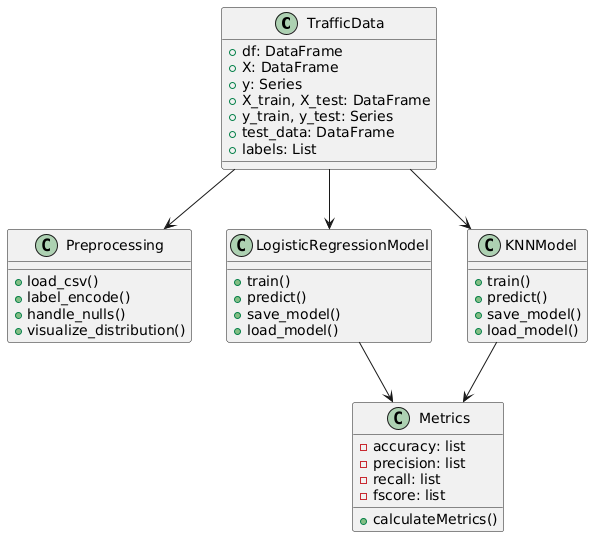 C TrafficData
df: DataFrame
X: DataFrame
y: Series
X_train, X_test: DataFrame
y_train, y_test: Series
test_data: DataFrame
labels: List
C Preprocessing
load_csv()
label_encode()
handle_nulls()
visualize_distribution()
C LogisticRegressionModel
train()
predict()
save_model()
load_model()
C KNNModel
train()
predict()
save_model()
load_model()
C Metrics
accuracy: list
precision: list
recall: list
fscore: list
calculateMetrics()